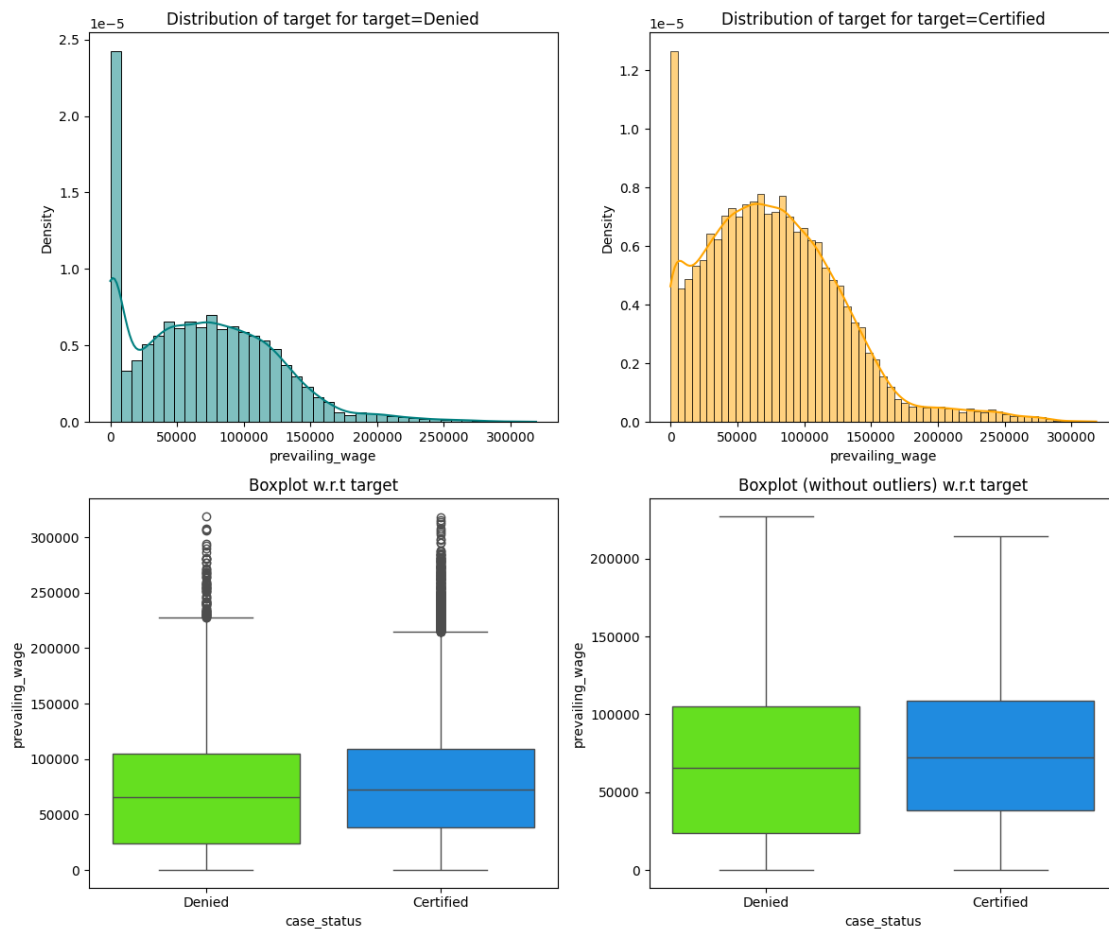 Distribution of target for target=Denied
1e−5
2.5
2.0
1.5
1.0
0.5
0.0
Density
0 50000 100000 150000 200000 250000 300000
prevailing_wage
Distribution of target for target=Certified
1e−5
1.2
1.0
0.8
0.6
0.4
0.2
0.0
Density
0 50000 100000 150000 200000 250000 300000
prevailing_wage
Boxplot w.r.t target
300000
250000
200000
150000
100000
50000
0
prevailing_wage
Denied Certified
case_status
Boxplot (without outliers) w.r.t target
200000
150000
100000
50000
0
prevailing_wage
Denied Certified
case_status